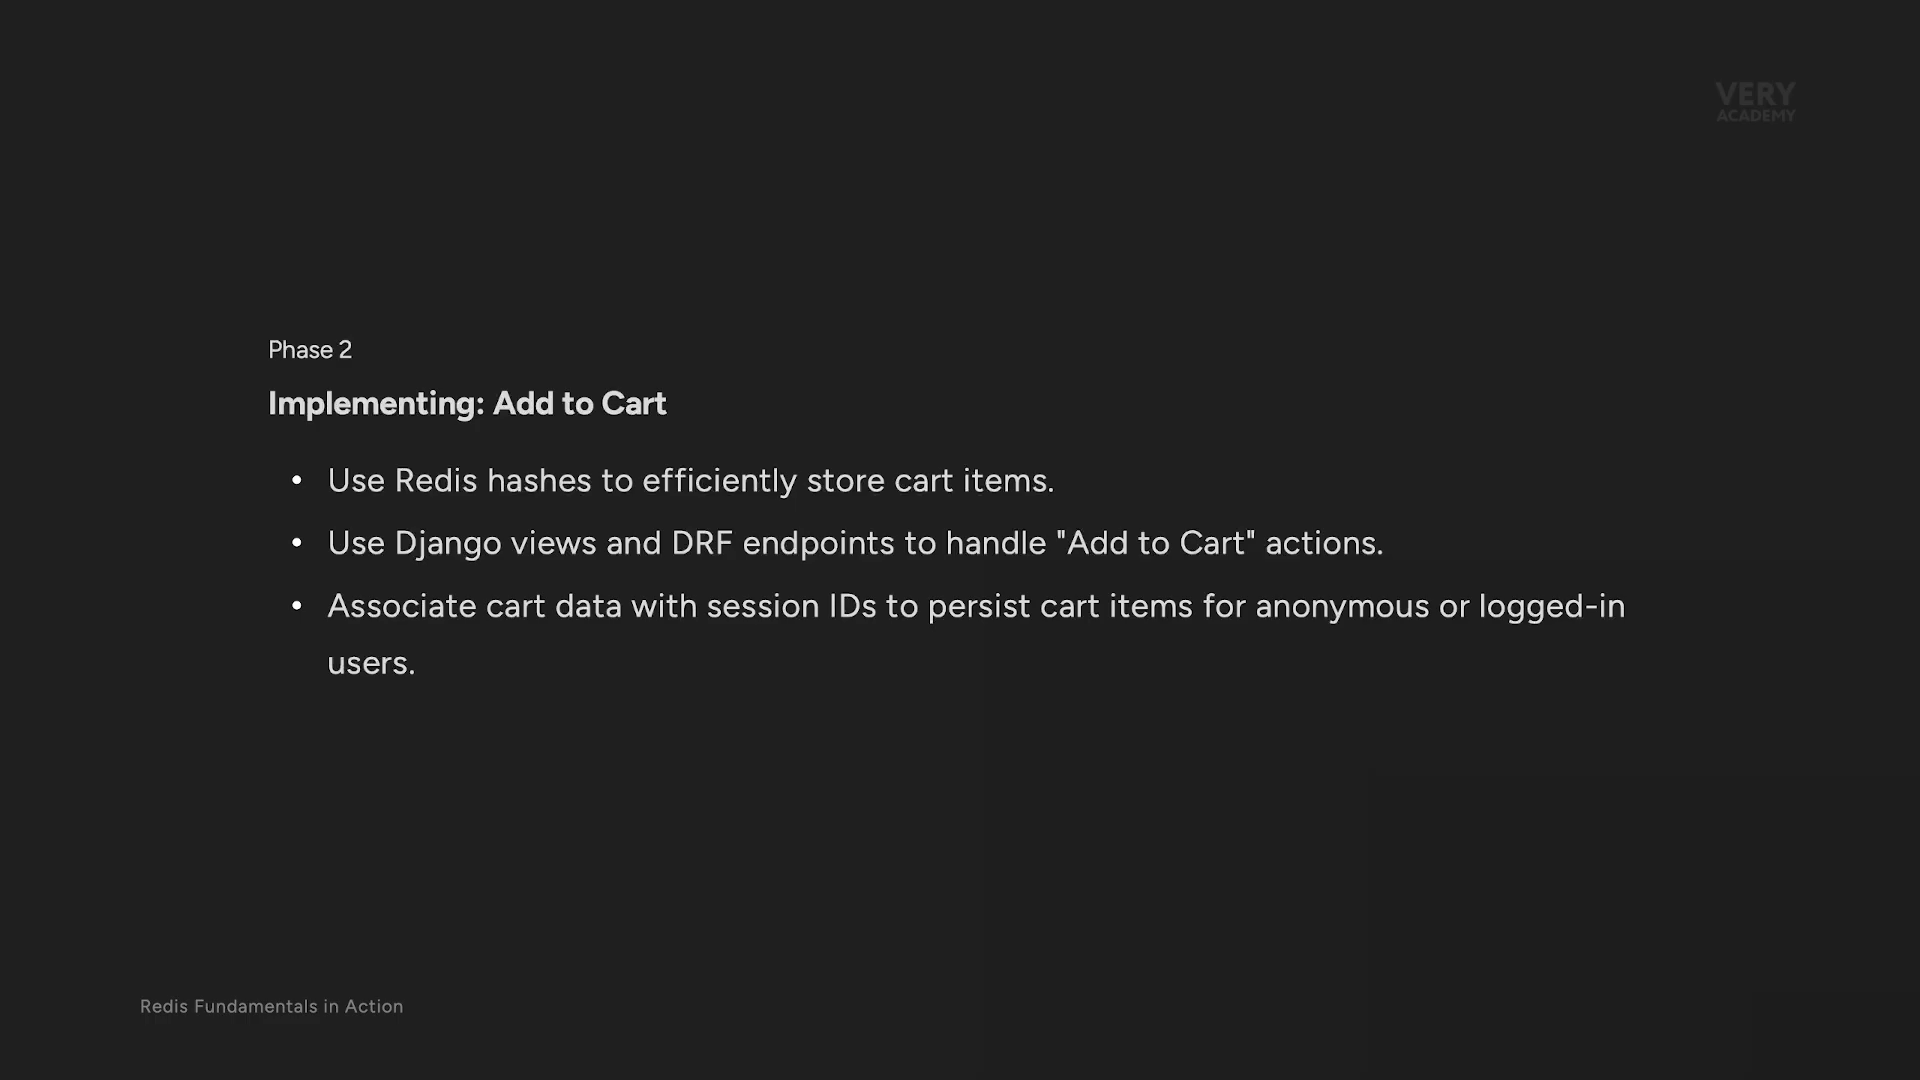 VERY
ACADEMY
Phase 2
Implementing: Add to Cart
• Use Redis hashes to efficiently store cart items.
• Use Django views and DRF endpoints to handle "Add to Cart" actions.
• Associate cart data with session IDs to persist cart items for anonymous or logged-in
users.
Redis Fundamentals in Action